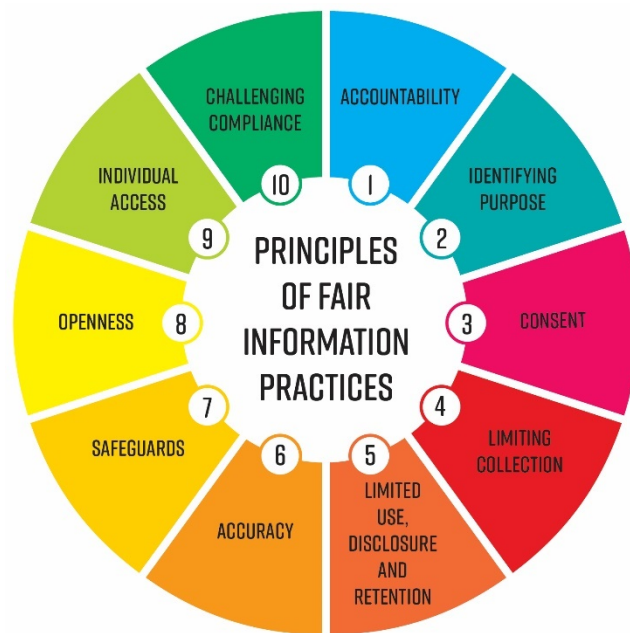 PRINCIPLES
OF FAIR
INFORMATION
PRACTICES
1
ACCOUNTABILITY
2
IDENTIFYING
PURPOSE
3
CONSENT
4
LIMITING
COLLECTION
5
LIMITED
USE,
DISCLOSURE
AND
RETENTION
6
ACCURACY
7
SAFEGUARDS
8
OPENNESS
9
INDIVIDUAL
ACCESS
10
CHALLENGING
COMPLIANCE